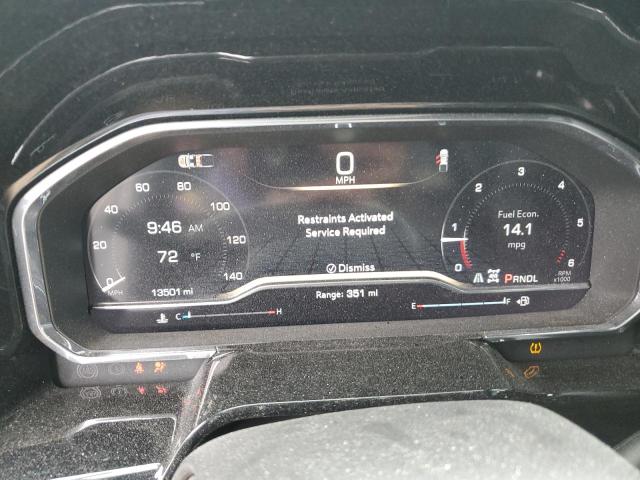 0
MPH
60 80
40 100
20 120
0 140
MPH
9:46 AM
72 °F
13501 mi
Restraints Activated
Service Required
Dismiss
Range: 351 mi
C H
E F
2 3 4
1 5
0 6
Fuel Econ.
14.1
mpg
PRNDL
RPM
x1000